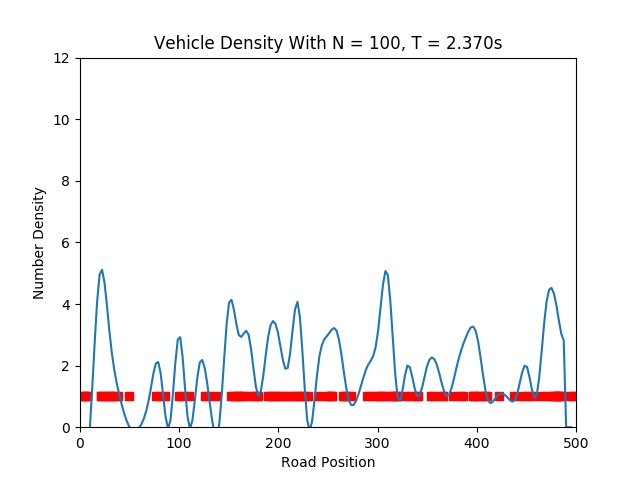 Vehicle Density With N = 100, T = 2.370s
12
10
8
6
4
2
0
Number Density
0 100 200 300 400 500
Road Position